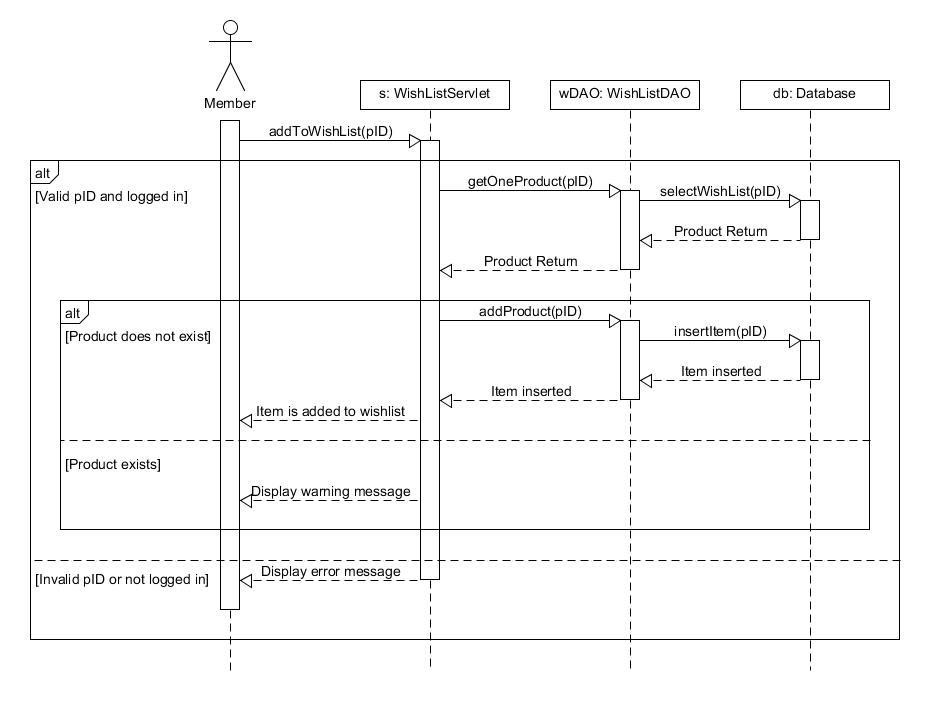 Member
s: WishListServlet
wDAO: WishListDAO
db: Database
addToWishList(pID)
alt
[Valid pID and logged in]
getOneProduct(pID)
selectWishList(pID)
Product Return
Product Return
alt
[Product does not exist]
addProduct(pID)
insertItem(pID)
Item inserted
Item inserted
Item is added to wishlist
[Product exists]
Display warning message
[Invalid pID or not logged in]
Display error message